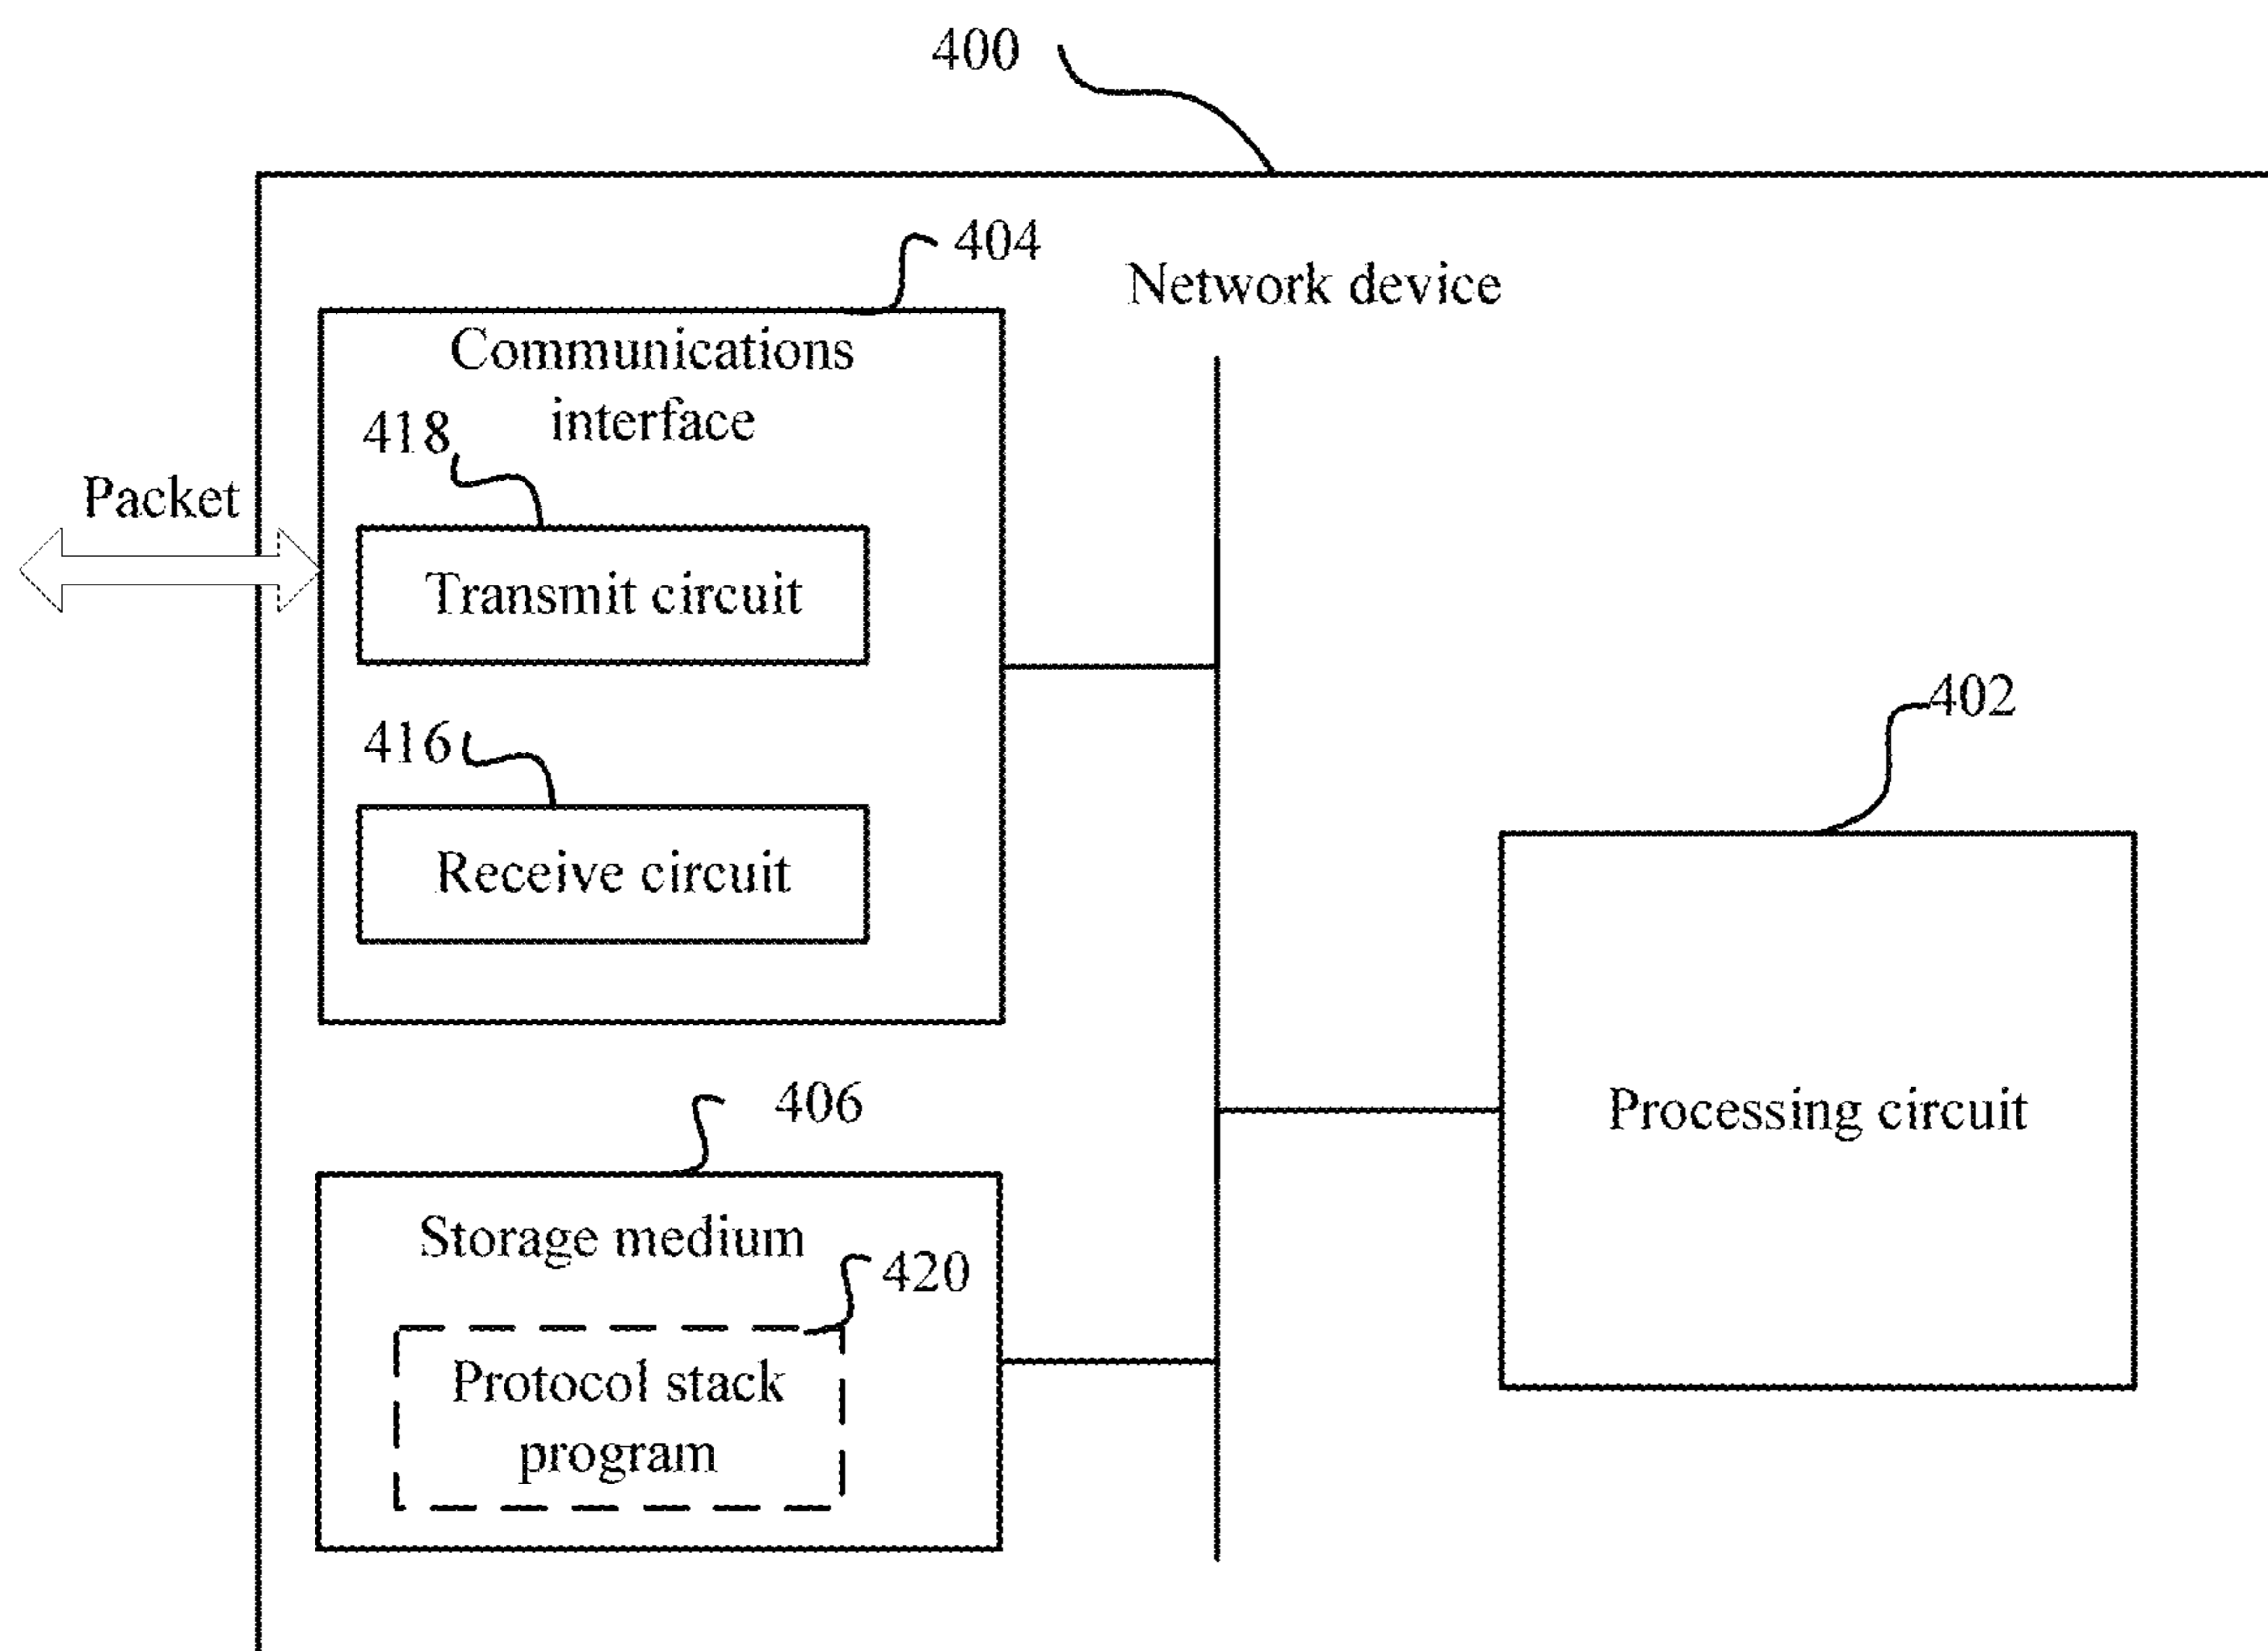 400
404
Network device
Communications
interface
418
Packet
Transmit circuit
402
416
Receive circuit
406
Processing circuit
Storage medium
420
Protocol stack
program